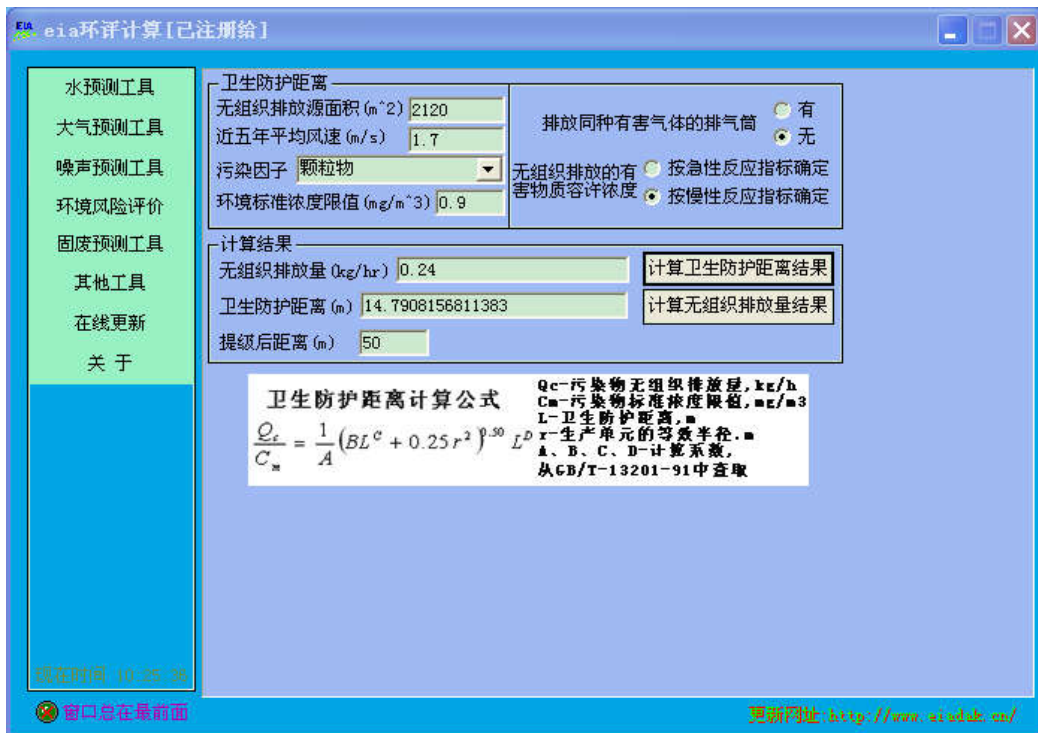 EIA eia环评计算[已注册给]
水预测工具
大气预测工具
噪声预测工具
环境风险评价
固废预测工具
其他工具
在线更新
关 于
现在时间 10:25:36
窗口总在最前面
卫生防护距离
无组织排放源面积(m^2) 2120
近五年平均风速(m/s) 1.7
污染因子 颗粒物
环境标准浓度限值(mg/m^3) 0.9
排放同种有害气体的排气筒
有
无
无组织排放的有害物质容许浓度
按急性反应指标确定
按慢性反应指标确定
计算结果
无组织排放量(kg/hr) 0.24
卫生防护距离(m) 14.7908156811383
提级后距离(m) 50
计算卫生防护距离结果
计算无组织排放量结果
卫生防护距离计算公式
Q_c/C_m = 1/A (BL^C + 0.25r^2)^0.50 L^D
Qc-污染物无组织排放量,kg/h
Cm-污染物标准浓度限值,mg/m3
L-卫生防护距离,m
r-生产单元的等效半径.m
A、B、C、D-计算系数,
从GB/T-13201-91中查取
更新网址:http://www.eiadak.cn/